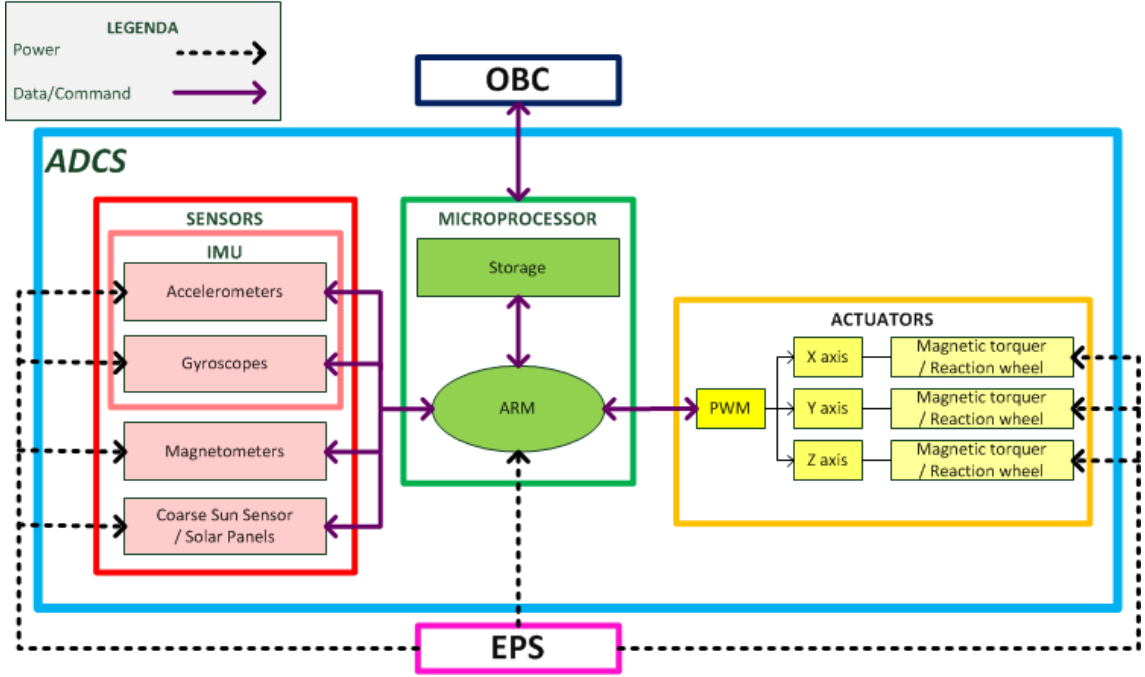 LEGENDA
Power
Data/Command
OBC
ADCS
SENSORS
IMU
Accelerometers
Gyroscopes
Magnetometers
Coarse Sun Sensor
/ Solar Panels
MICROPROCESSOR
Storage
ARM
ACTUATORS
PWM
X axis
Magnetic torquer
/ Reaction wheel
Y axis
Magnetic torquer
/ Reaction wheel
Z axis
Magnetic torquer
/ Reaction wheel
EPS